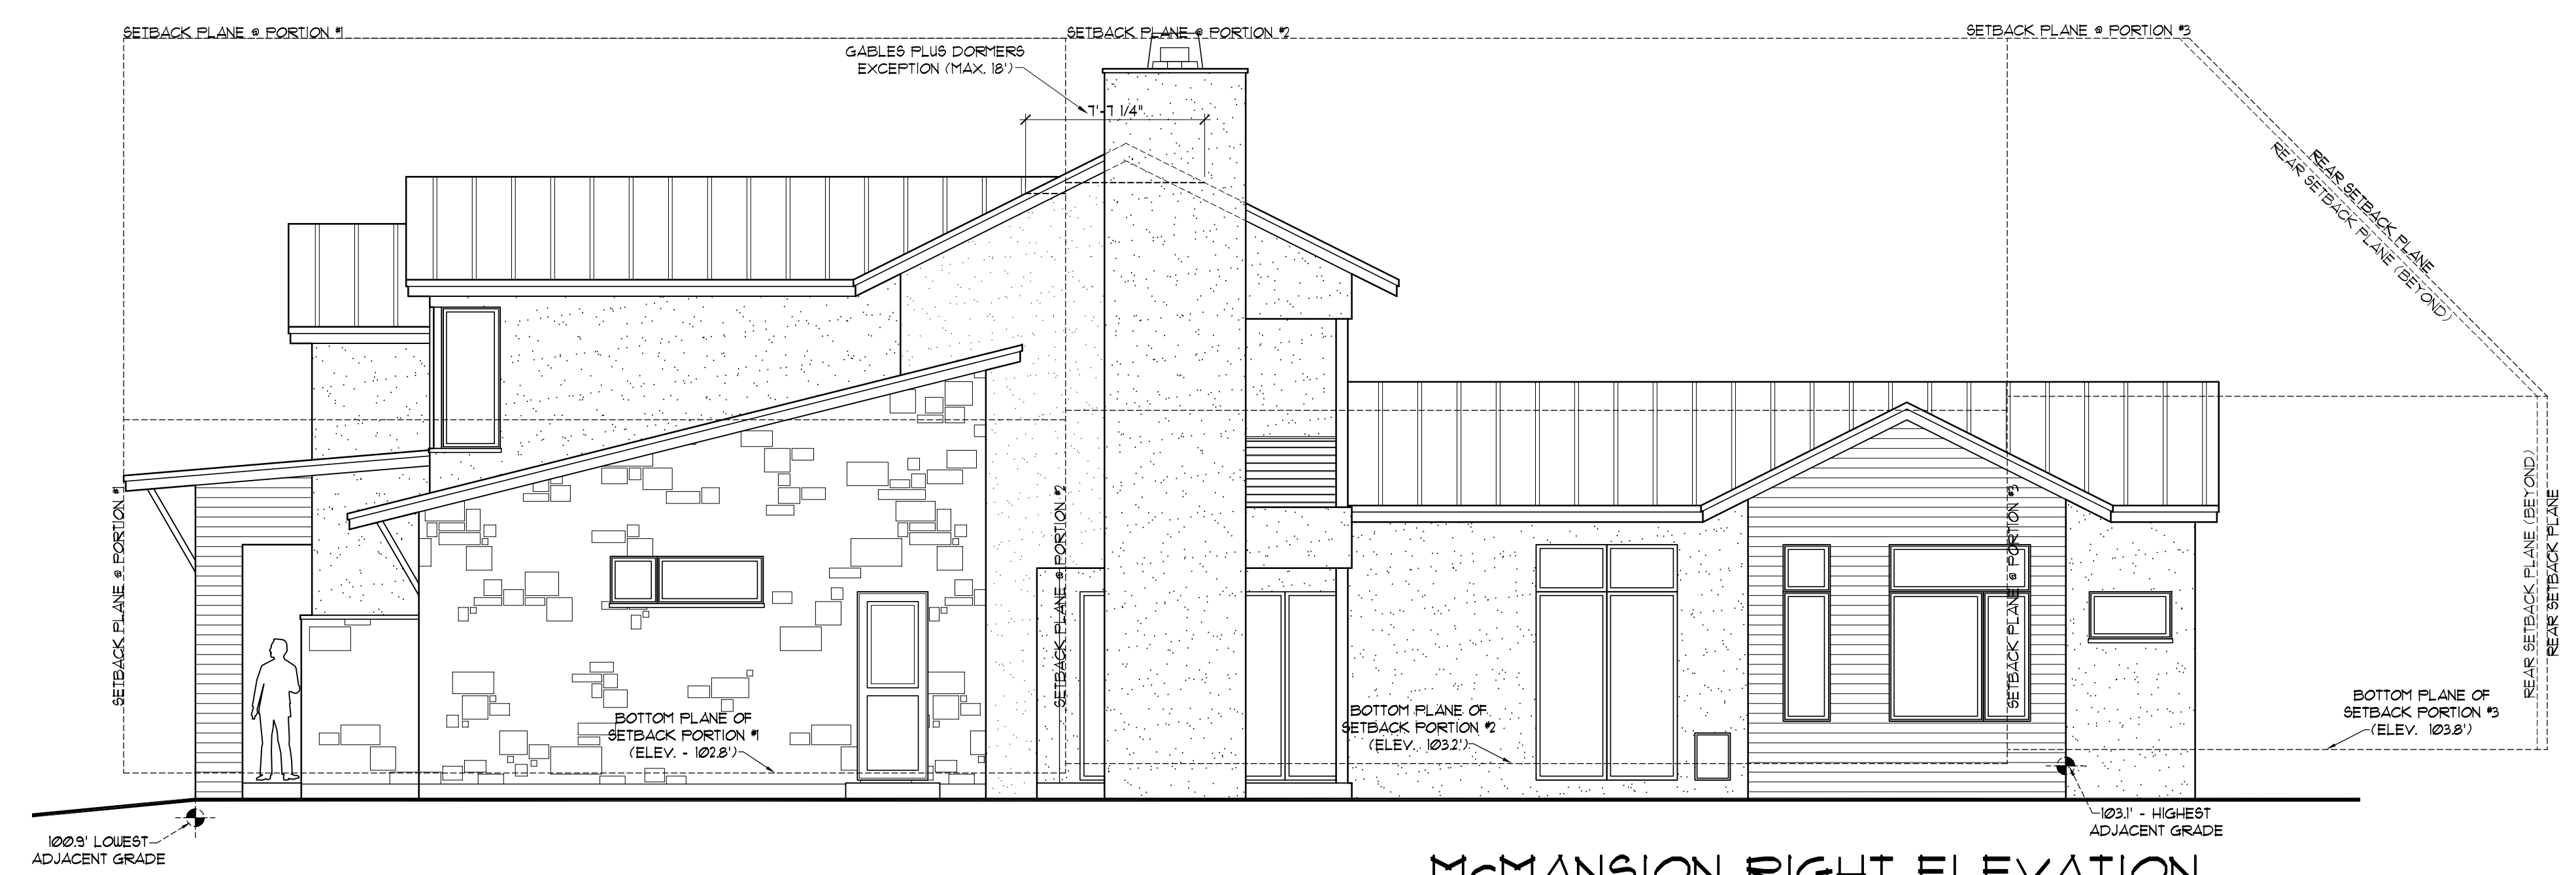 SETBACK PLANE @ PORTION #1
SETBACK PLANE @ PORTION #2
SETBACK PLANE @ PORTION #3
GABLES PLUS DORMERS
EXCEPTION (MAX. 18')
7'-7 1/4"
REAR SETBACK PLANE
REAR SETBACK PLANE (BEYOND)
SETBACK PLANE @ PORTION #1
SETBACK PLANE @ PORTION #2
SETBACK PLANE @ PORTION #3
REAR SETBACK PLANE (BEYOND)
REAR SETBACK PLANE
BOTTOM PLANE OF
SETBACK PORTION #1
(ELEV. - 102.8')
BOTTOM PLANE OF
SETBACK PORTION #2
(ELEV. 103.2')
BOTTOM PLANE OF
SETBACK PORTION #3
(ELEV. 103.8')
100.9' LOWEST
ADJACENT GRADE
103.1' - HIGHEST
ADJACENT GRADE
McMANSION RIGHT ELEVATION